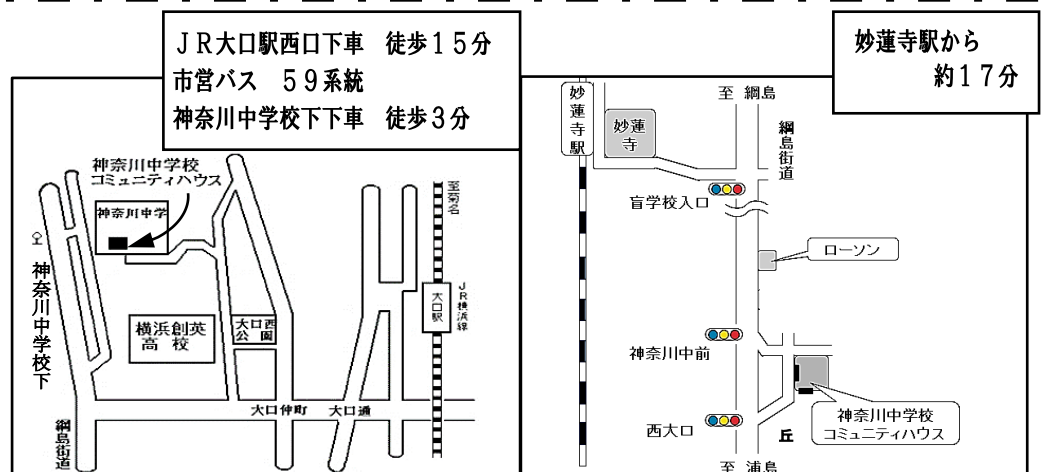 ＪＲ大口駅西口下車　徒歩１５分
市営バス　５９系統
神奈川中学校下下車　徒歩３分
神奈川中学校
コミュニティハウス
神奈川中学
神奈川中学校下
横浜創英
高校
大口西
公園
大口仲町
大口通
綱島街道
至菊名
大口駅
ＪＲ横浜線
妙蓮寺駅から
約１７分
妙蓮寺駅
妙蓮
寺
至 綱島
綱島街道
盲学校入口
ローソン
神奈川中前
西大口
神奈川中学校
コミュニティハウス
丘
至 浦島